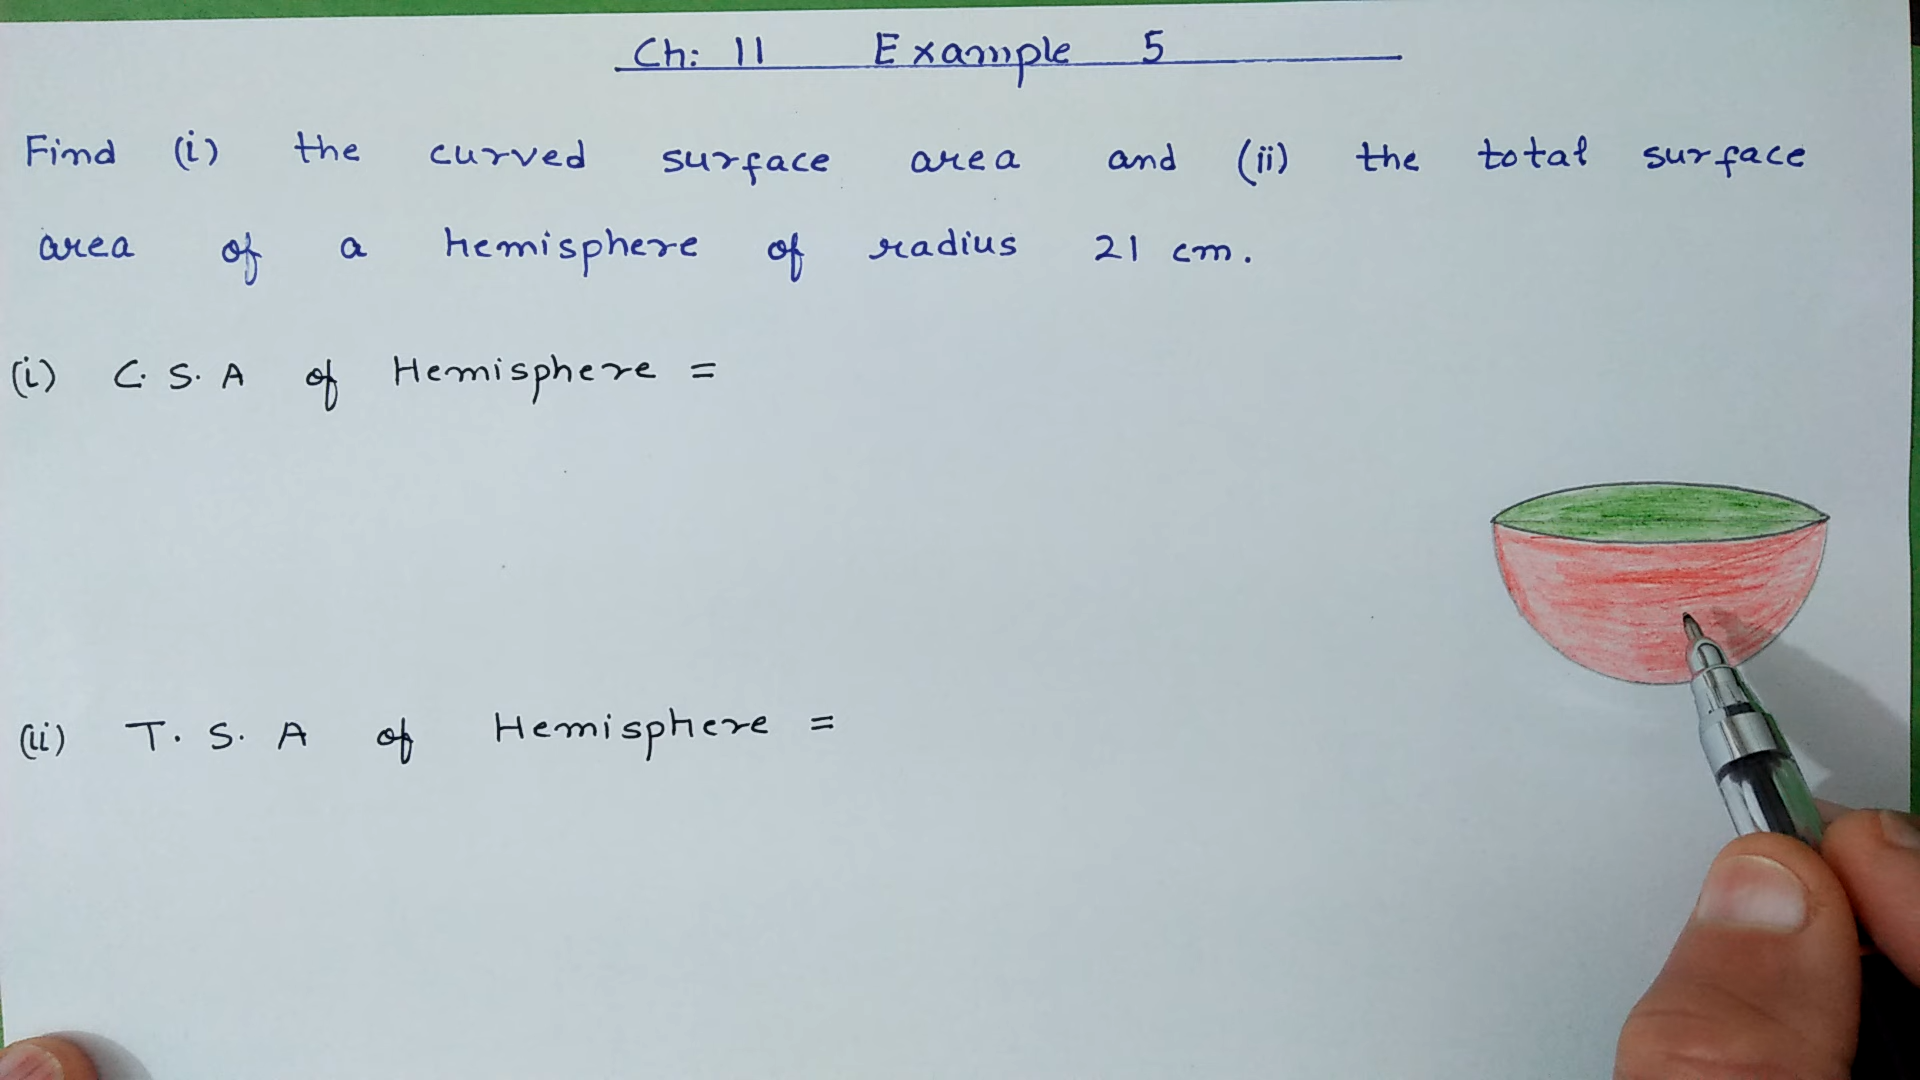 Ch: 11 Example 5
Find (i) the curved surface area and (ii) the total surface
area of a hemisphere of radius 21 cm.
(i) C. S. A of Hemisphere =
(ii) T. S. A of Hemisphere =